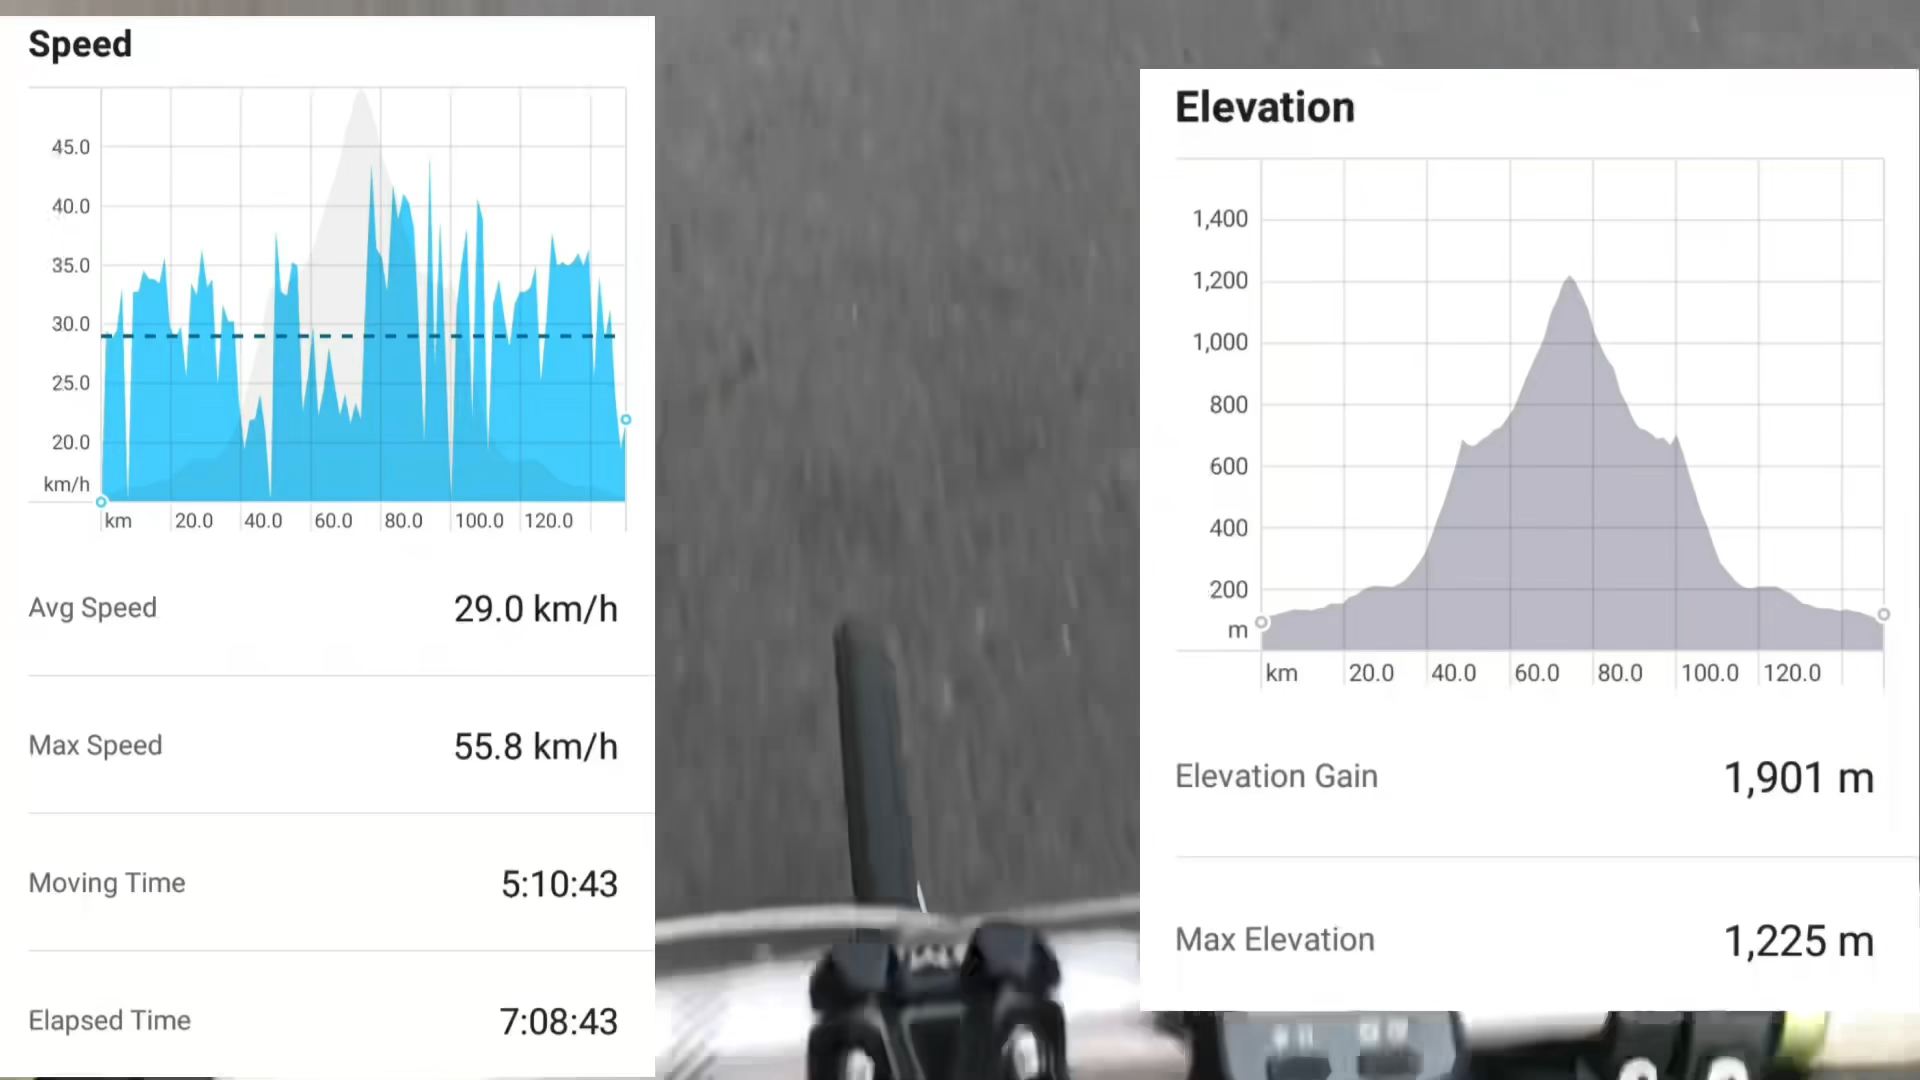 Speed
45.0
40.0
35.0
30.0
25.0
20.0
km/h
km 20.0 40.0 60.0 80.0 100.0 120.0
Avg Speed 29.0 km/h
Max Speed 55.8 km/h
Moving Time 5:10:43
Elapsed Time 7:08:43
Elevation
1,400
1,200
1,000
800
600
400
200
m
km 20.0 40.0 60.0 80.0 100.0 120.0
Elevation Gain 1,901 m
Max Elevation 1,225 m